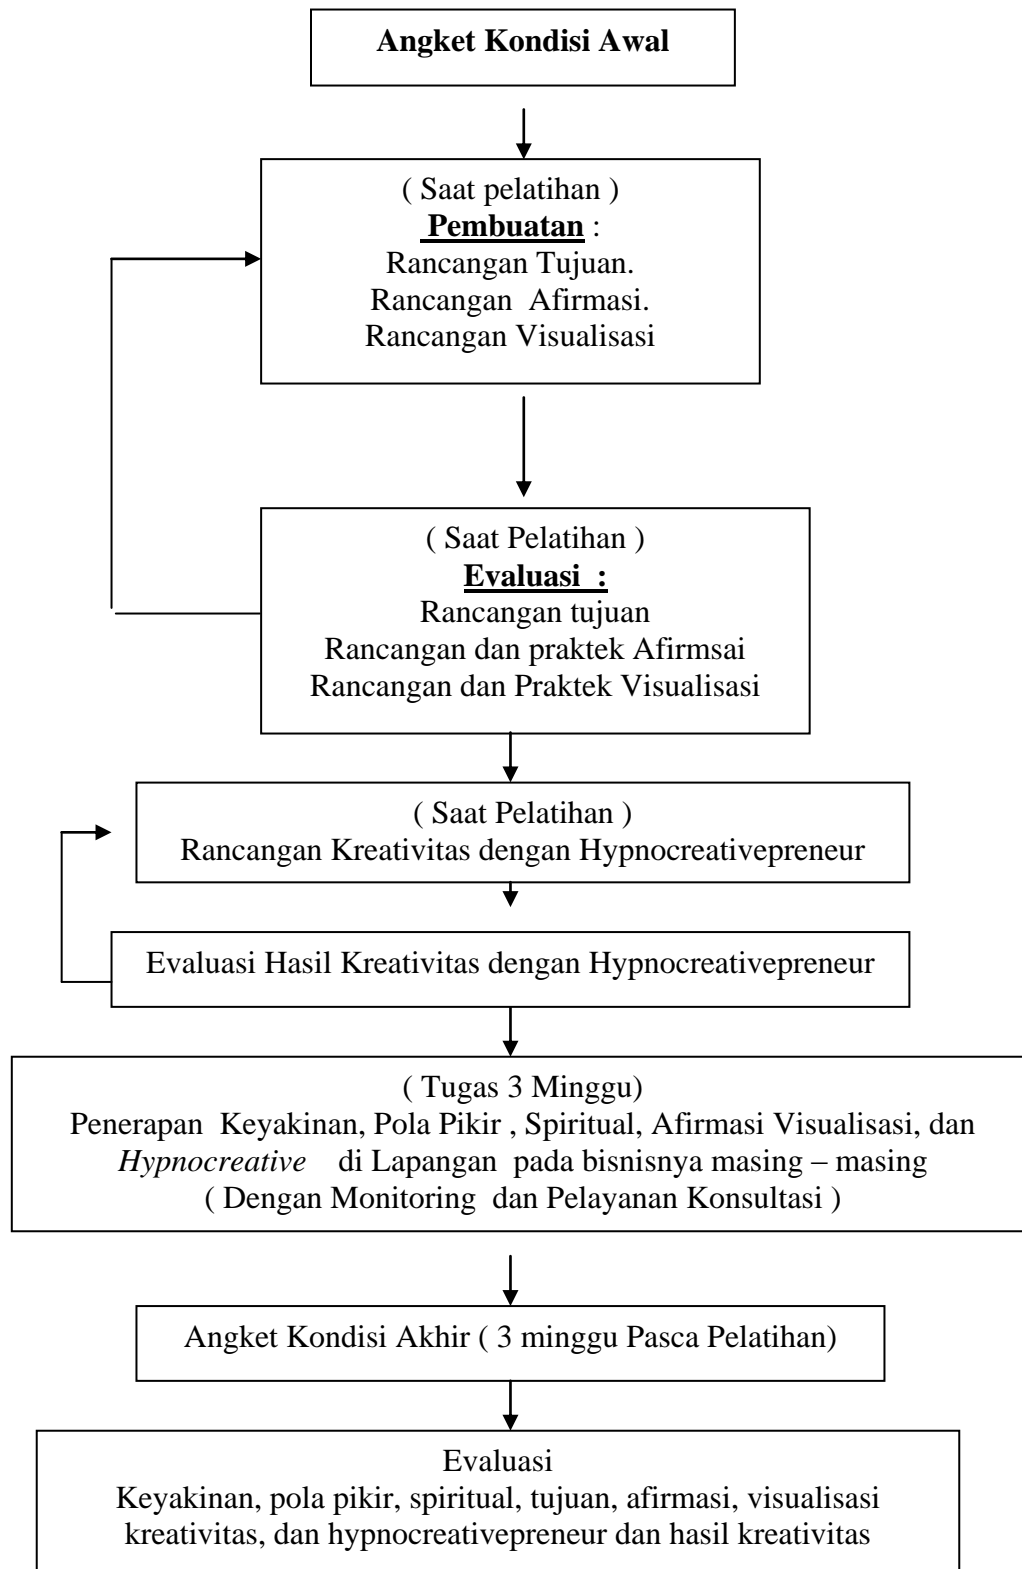 Angket Kondisi Awal
( Saat pelatihan )
Pembuatan :
Rancangan Tujuan.
Rancangan Afirmasi.
Rancangan Visualisasi
( Saat Pelatihan )
Evaluasi :
Rancangan tujuan
Rancangan dan praktek Afirmsai
Rancangan dan Praktek Visualisasi
( Saat Pelatihan )
Rancangan Kreativitas dengan Hypnocreativepreneur
Evaluasi Hasil Kreativitas dengan Hypnocreativepreneur
( Tugas 3 Minggu)
Penerapan Keyakinan, Pola Pikir , Spiritual, Afirmasi Visualisasi, dan
Hypnocreative di Lapangan pada bisnisnya masing – masing
( Dengan Monitoring dan Pelayanan Konsultasi )
Angket Kondisi Akhir ( 3 minggu Pasca Pelatihan)
Evaluasi
Keyakinan, pola pikir, spiritual, tujuan, afirmasi, visualisasi
kreativitas, dan hypnocreativepreneur dan hasil kreativitas